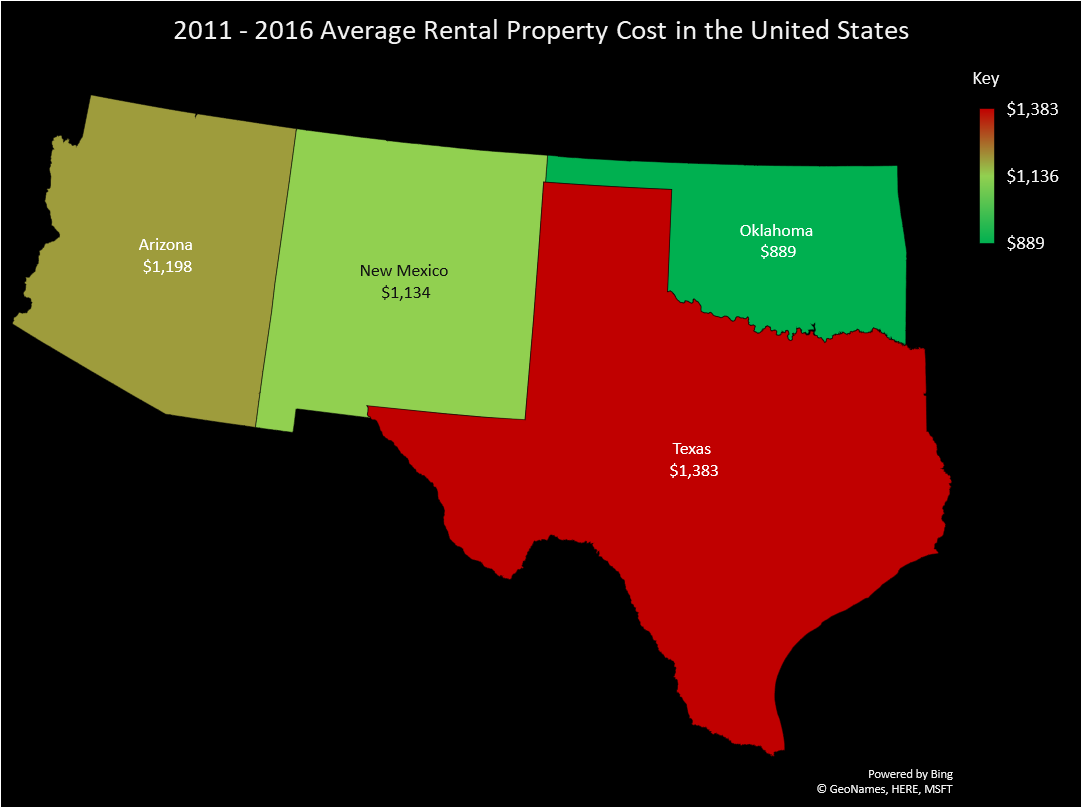 2011 - 2016 Average Rental Property Cost in the United States
Key
$1,383
$1,136
$889
Arizona
$1,198
New Mexico
$1,134
Oklahoma
$889
Texas
$1,383
Powered by Bing
© GeoNames, HERE, MSFT